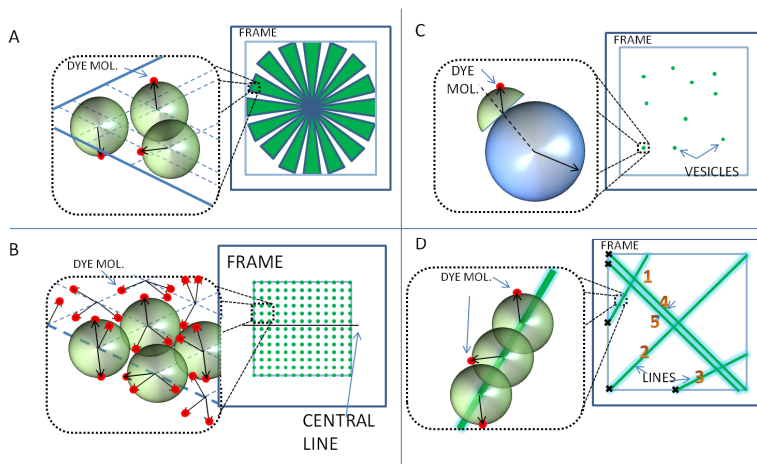 A
FRAME
DYE MOL.
C
FRAME
DYE
MOL.
VESICLES
B
DYE MOL.
FRAME
CENTRAL
LINE
D
FRAME
DYE MOL.
1
4
5
2
LINES
3